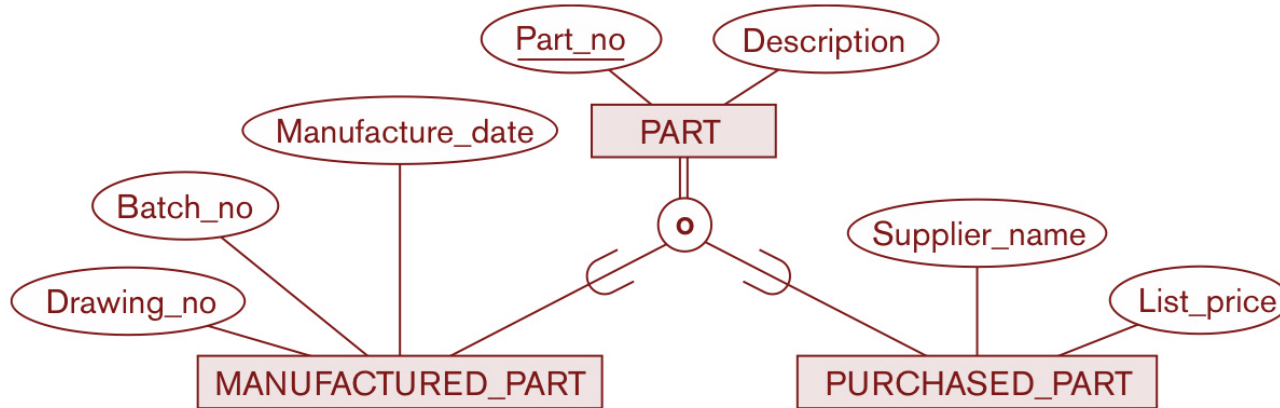 Part_no
Description
PART
Manufacture_date
Batch_no
o
Supplier_name
Drawing_no
List_price
MANUFACTURED_PART
PURCHASED_PART